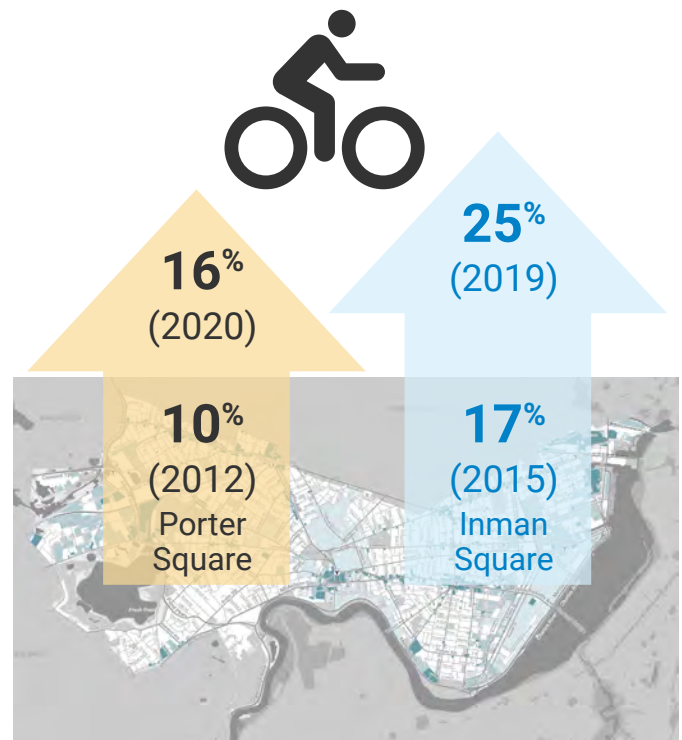 16%
(2020)
10%
(2012)
Porter
Square
25%
(2019)
17%
(2015)
Inman
Square